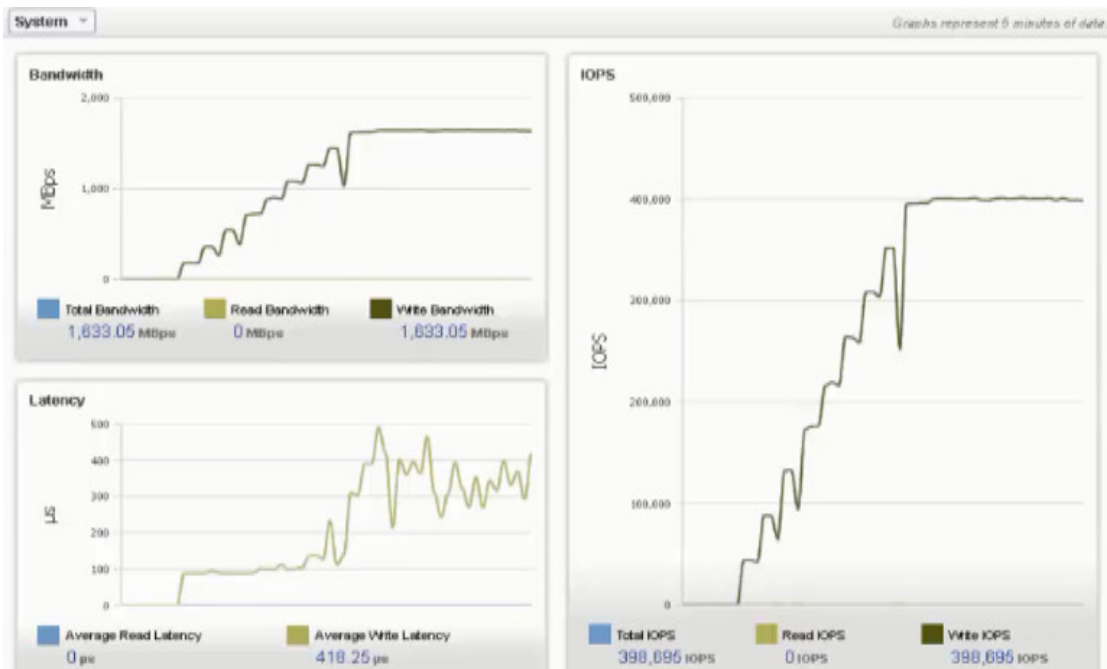 System
Graphs represent 5 minutes of data.
Bandwidth
2,000
1,000
0
MBps
Total Bandwidth
1,633.05 MBps
Read Bandwidth
0 MBps
Write Bandwidth
1,633.05 MBps
Latency
500
400
300
200
100
0
µs
Average Read Latency
0 µs
Average Write Latency
418.25 µs
IOPS
500,000
400,000
300,000
200,000
100,000
0
IOPS
Total IOPS
398,695 IOPS
Read IOPS
0 IOPS
Write IOPS
398,695 IOPS